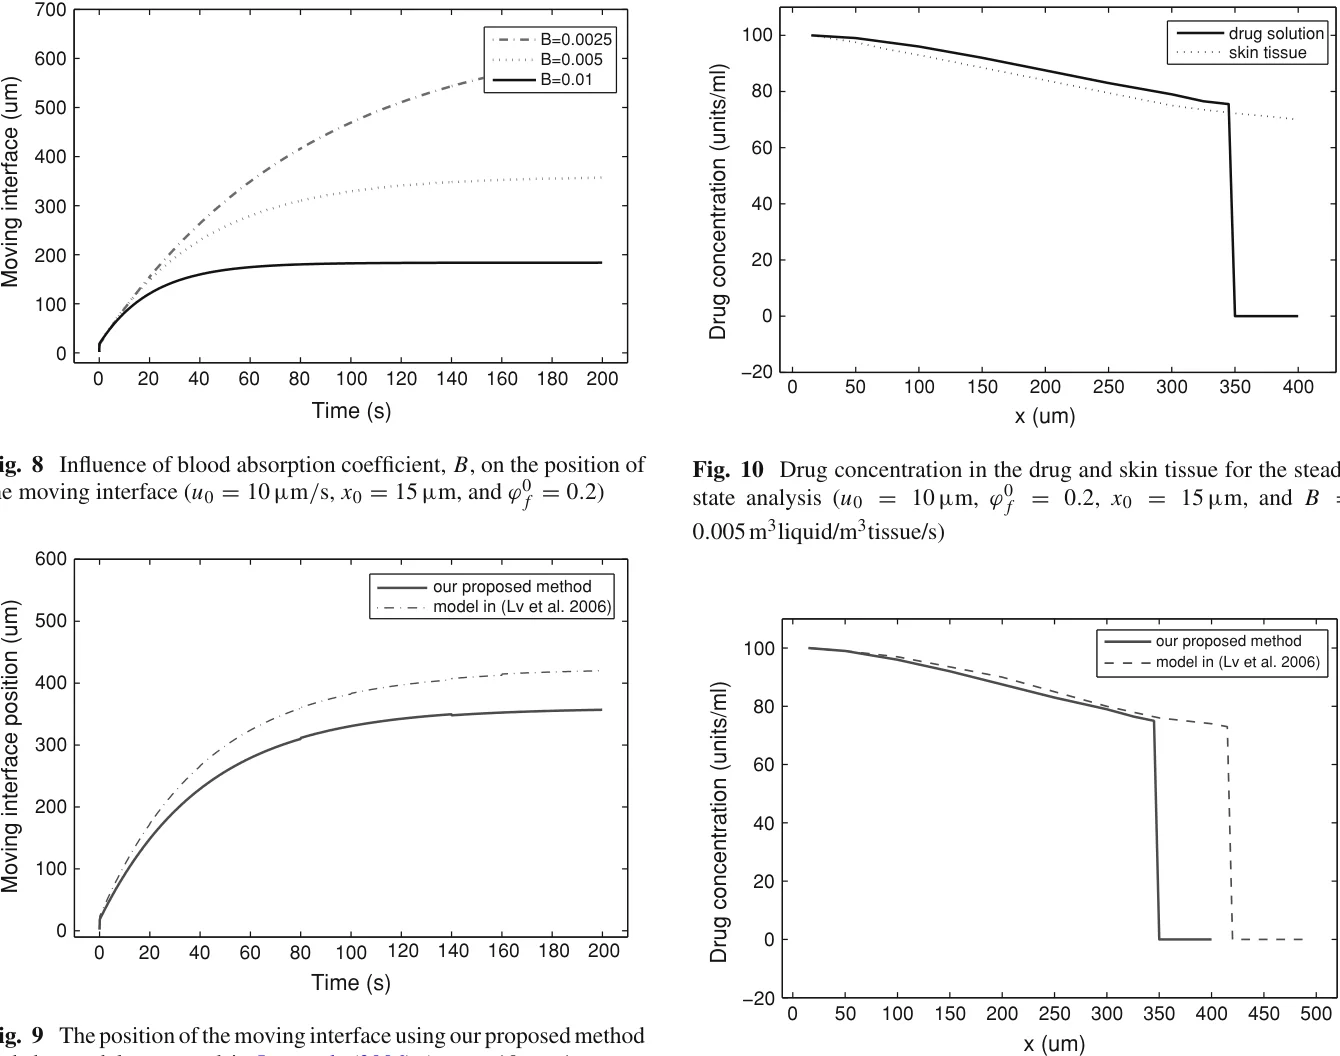 700
600
500
400
300
200
100
0
Moving interface (um)
B=0.0025
B=0.005
B=0.01
0 20 40 60 80 100 120 140 160 180 200
Time (s)
ig. 8 Influence of blood absorption coefficient, B, on the position of
he moving interface (u₀ = 10 μm/s, x₀ = 15 μm, and φ_f^0 = 0.2)
600
500
400
300
200
100
0
Moving interface position (um)
our proposed method
model in (Lv et al. 2006)
0 20 40 60 80 100 120 140 160 180 200
Time (s)
ig. 9 The position of the moving interface using our proposed method
100
80
60
40
20
0
−20
Drug concentration (units/ml)
drug solution
skin tissue
0 50 100 150 200 250 300 350 400
x (um)
Fig. 10 Drug concentration in the drug and skin tissue for the stead
state analysis (u₀ = 10 μm, φ_f^0 = 0.2, x₀ = 15 μm, and B =
0.005 m³liquid/m³tissue/s)
100
80
60
40
20
0
−20
Drug concentration (units/ml)
our proposed method
model in (Lv et al. 2006)
0 50 100 150 200 250 300 350 400 450 500
x (um)